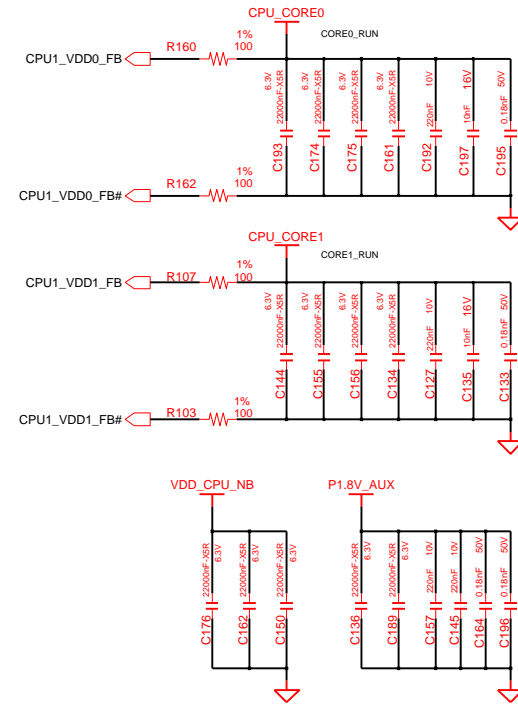 CPU_CORE0
R160
1%
100
CORE0_RUN
CPU1_VDD0_FB
22000nF-X5R
6.3V
C193
22000nF-X5R
6.3V
C174
22000nF-X5R
6.3V
C175
22000nF-X5R
6.3V
C161
220nF 10V
C192
10nF 16V
C197
0.18nF 50V
C195
R162
1%
100
CPU1_VDD0_FB#
CPU_CORE1
R107
1%
100
CORE1_RUN
CPU1_VDD1_FB
22000nF-X5R
6.3V
C144
22000nF-X5R
6.3V
C155
22000nF-X5R
6.3V
C156
22000nF-X5R
6.3V
C134
220nF 10V
C127
10nF 16V
C135
0.18nF 50V
C133
R103
1%
100
CPU1_VDD1_FB#
VDD_CPU_NB
22000nF-X5R
6.3V
C176
22000nF-X5R
6.3V
C162
22000nF-X5R
6.3V
C150
P1.8V_AUX
22000nF-X5R
6.3V
C136
22000nF-X5R
6.3V
C189
220nF 10V
C157
220nF 10V
C145
0.18nF 50V
C164
0.18nF 50V
C196